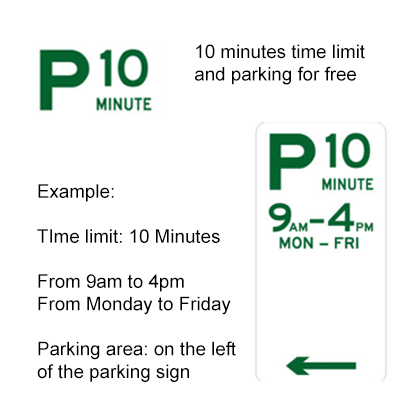 P 10
MINUTE
10 minutes time limit
and parking for free
Example:
TIme limit: 10 Minutes
From 9am to 4pm
From Monday to Friday
Parking area: on the left
of the parking sign
P 10
MINUTE
9AM-4PM
MON - FRI